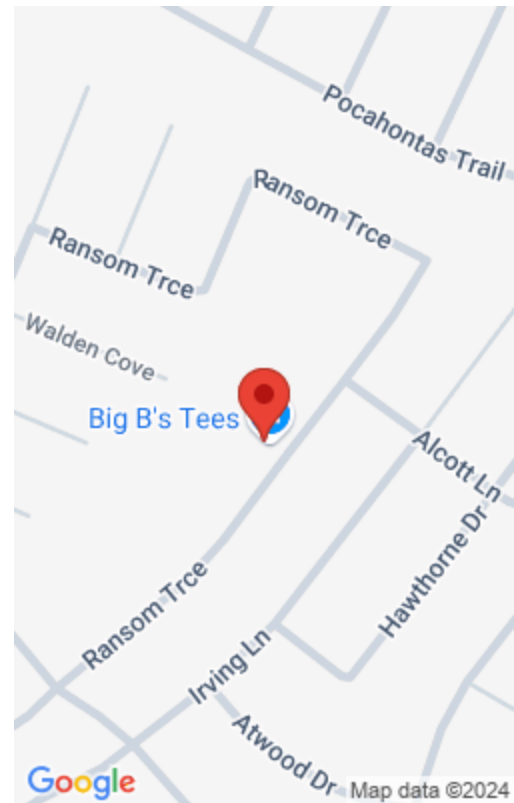 Pocahontas Trail
Ransom Trce
Ransom Trce
Walden Cove
Big B's Tees
Alcott Ln
Hawthorne Dr
Ransom Trce
Irving Ln
Atwood Dr
Google
Map data ©2024